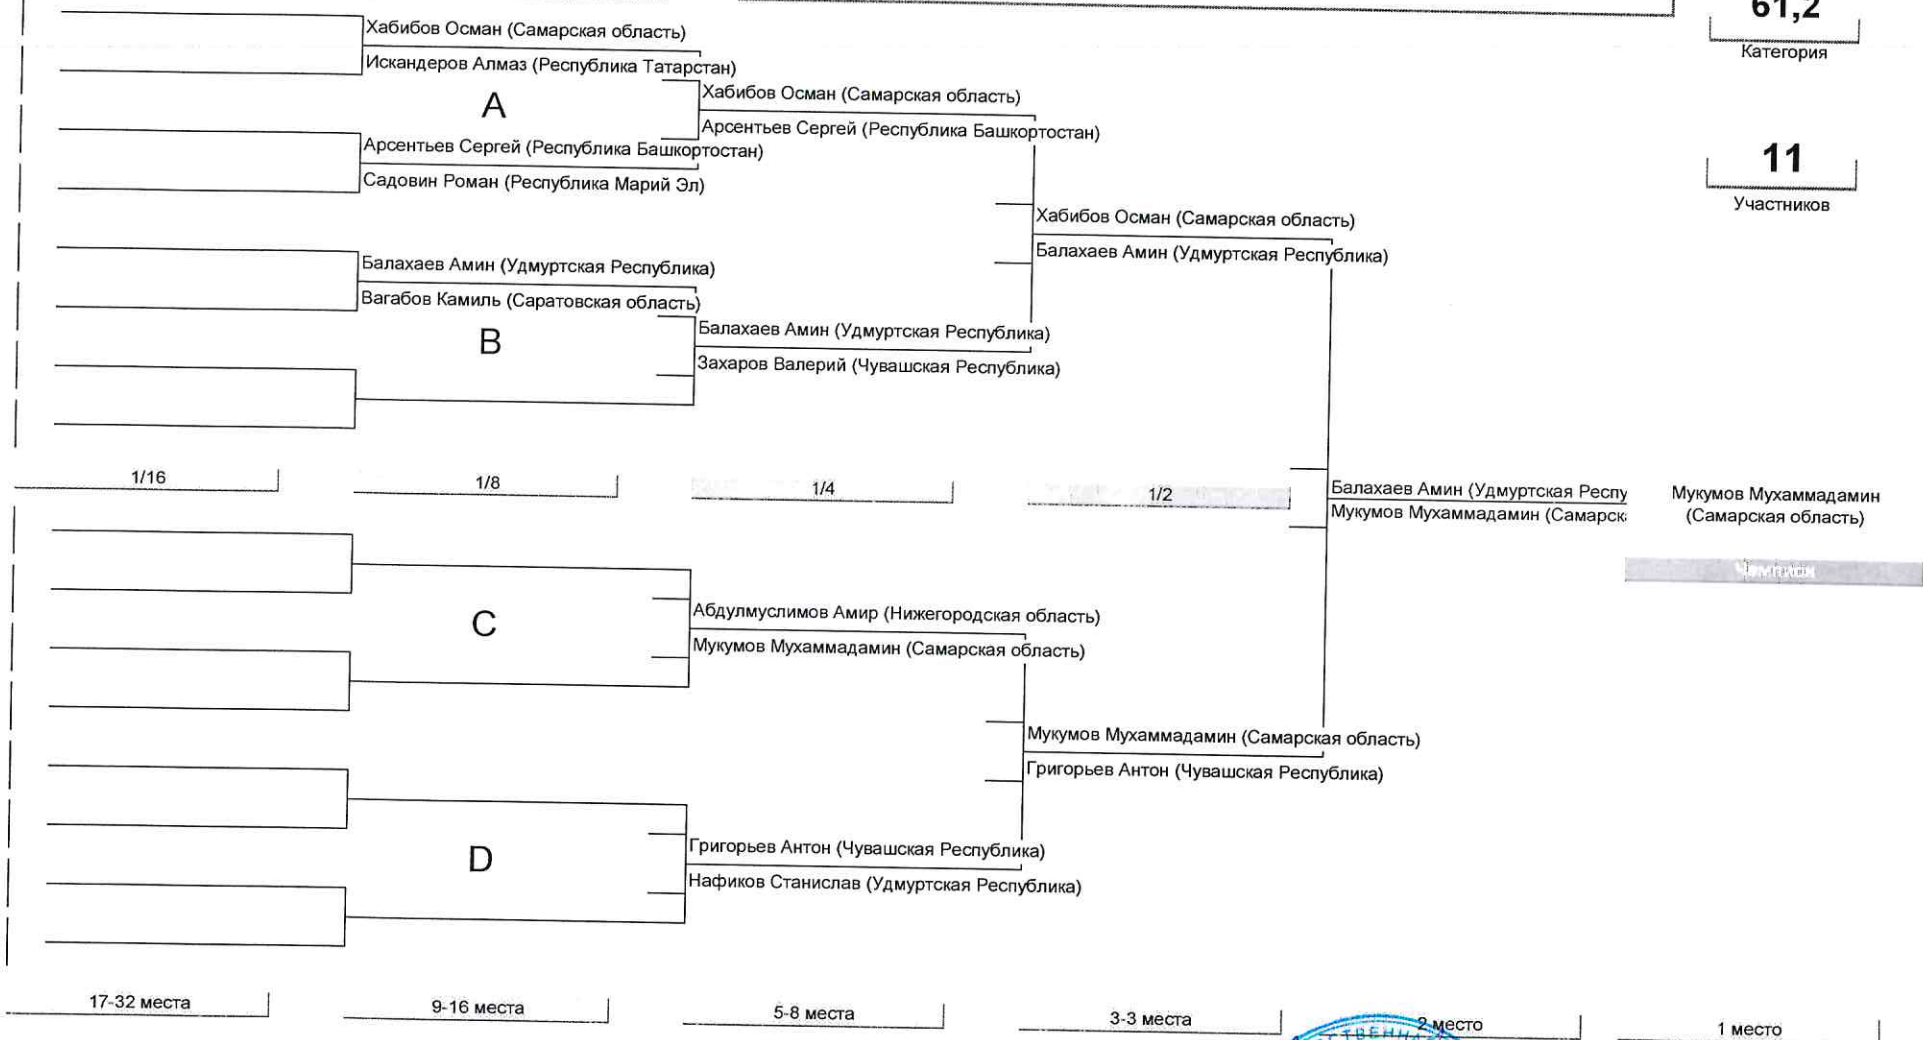 61,2
Категория
Хабибов Осман (Самарская область)
Искандеров Алмаз (Республика Татарстан)
A
Хабибов Осман (Самарская область)
Арсентьев Сергей (Республика Башкортостан)
Арсентьев Сергей (Республика Башкортостан)
Садовин Роман (Республика Марий Эл)
11
Участников
Хабибов Осман (Самарская область)
Балахаев Амин (Удмуртская Республика)
Балахаев Амин (Удмуртская Республика)
Вагабов Камиль (Саратовская область)
B
Балахаев Амин (Удмуртская Республика)
Захаров Валерий (Чувашская Республика)
1/16
1/8
1/4
1/2
Балахаев Амин (Удмуртская Респу
Мукумов Мухаммадамин (Самарск
Мукумов Мухаммадамин
(Самарская область)
Чемпион
C
Абдулмуслимов Амир (Нижегородская область)
Мукумов Мухаммадамин (Самарская область)
Мукумов Мухаммадамин (Самарская область)
Григорьев Антон (Чувашская Республика)
D
Григорьев Антон (Чувашская Республика)
Нафиков Станислав (Удмуртская Республика)
17-32 места
9-16 места
5-8 места
3-3 места
2 место
1 место